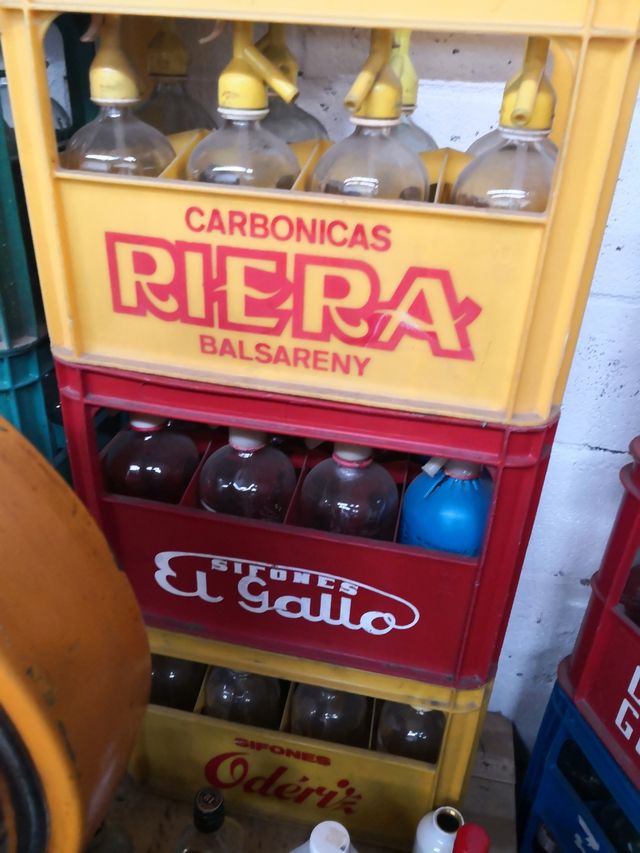 CARBONICAS
RIERA
BALSARENY
SIFONES
El Gallo
SIFONES
Odériz